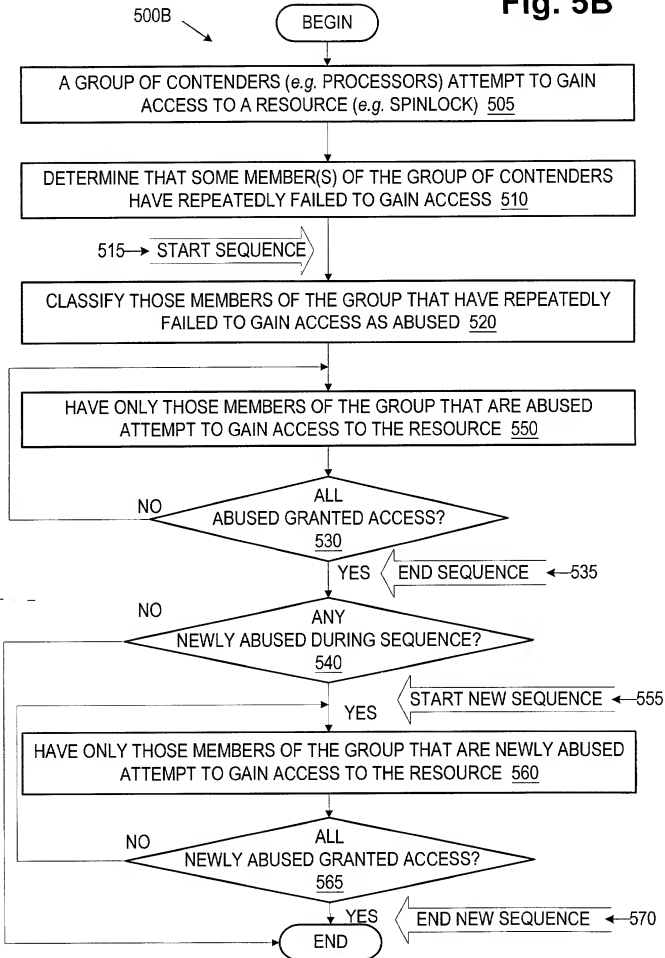 Fig. 5B
500B
BEGIN
A GROUP OF CONTENDERS (e.g. PROCESSORS) ATTEMPT TO GAIN
ACCESS TO A RESOURCE (e.g. SPINLOCK) 505
DETERMINE THAT SOME MEMBER(S) OF THE GROUP OF CONTENDERS
HAVE REPEATEDLY FAILED TO GAIN ACCESS 510
515 START SEQUENCE
CLASSIFY THOSE MEMBERS OF THE GROUP THAT HAVE REPEATEDLY
FAILED TO GAIN ACCESS AS ABUSED 520
HAVE ONLY THOSE MEMBERS OF THE GROUP THAT ARE ABUSED
ATTEMPT TO GAIN ACCESS TO THE RESOURCE 550
NO
ALL
ABUSED GRANTED ACCESS?
530
YES
END SEQUENCE 535
NO
ANY
NEWLY ABUSED DURING SEQUENCE?
540
YES
START NEW SEQUENCE 555
HAVE ONLY THOSE MEMBERS OF THE GROUP THAT ARE NEWLY ABUSED
ATTEMPT TO GAIN ACCESS TO THE RESOURCE 560
NO
ALL
NEWLY ABUSED GRANTED ACCESS?
565
YES
END NEW SEQUENCE 570
END